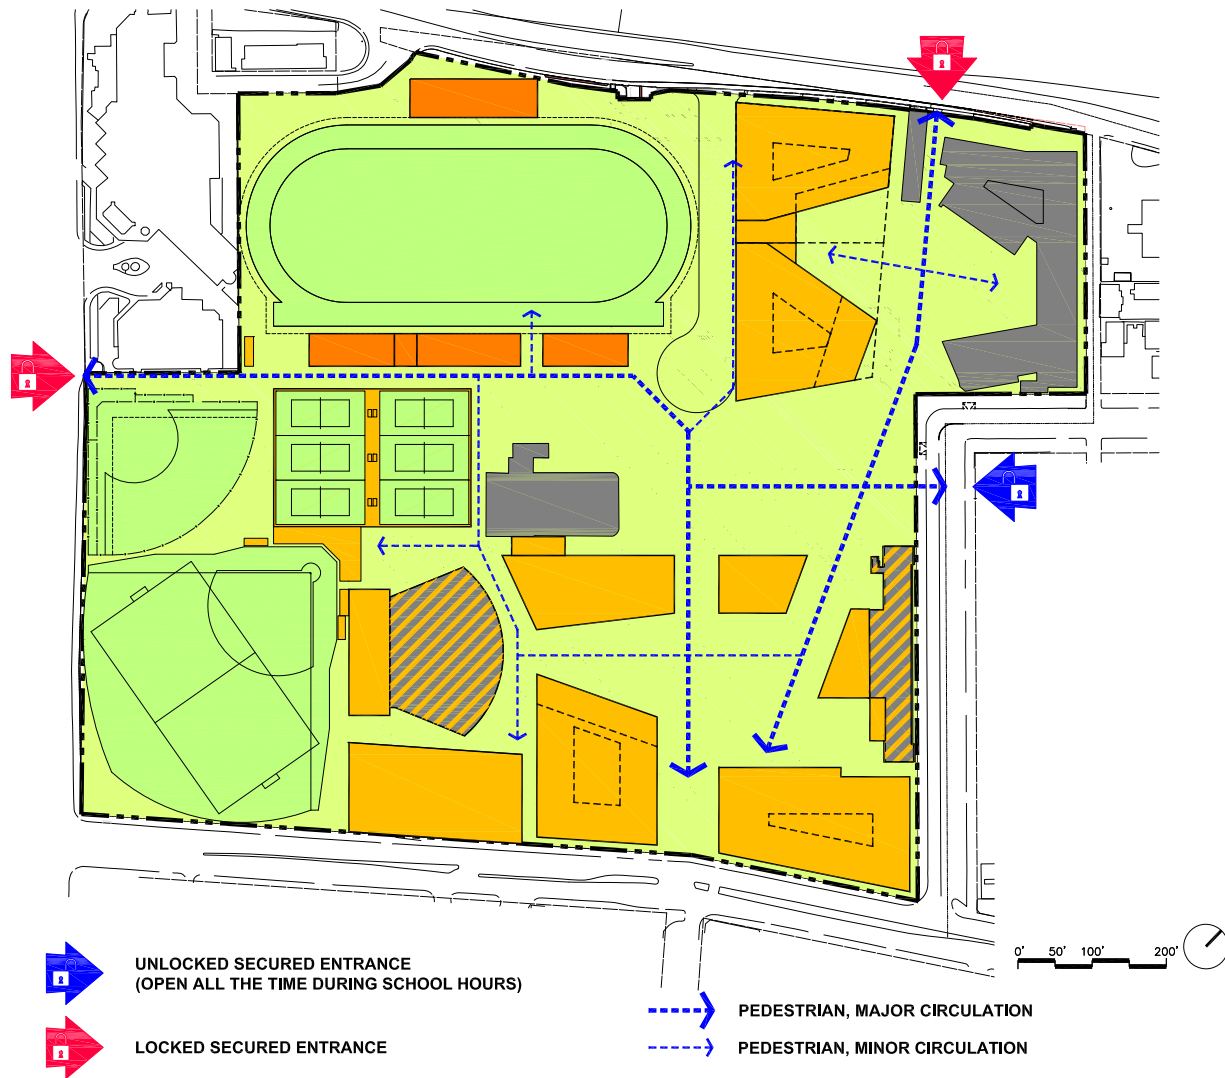 0' 50' 100' 200'
UNLOCKED SECURED ENTRANCE
(OPEN ALL THE TIME DURING SCHOOL HOURS)
PEDESTRIAN, MAJOR CIRCULATION
LOCKED SECURED ENTRANCE
PEDESTRIAN, MINOR CIRCULATION